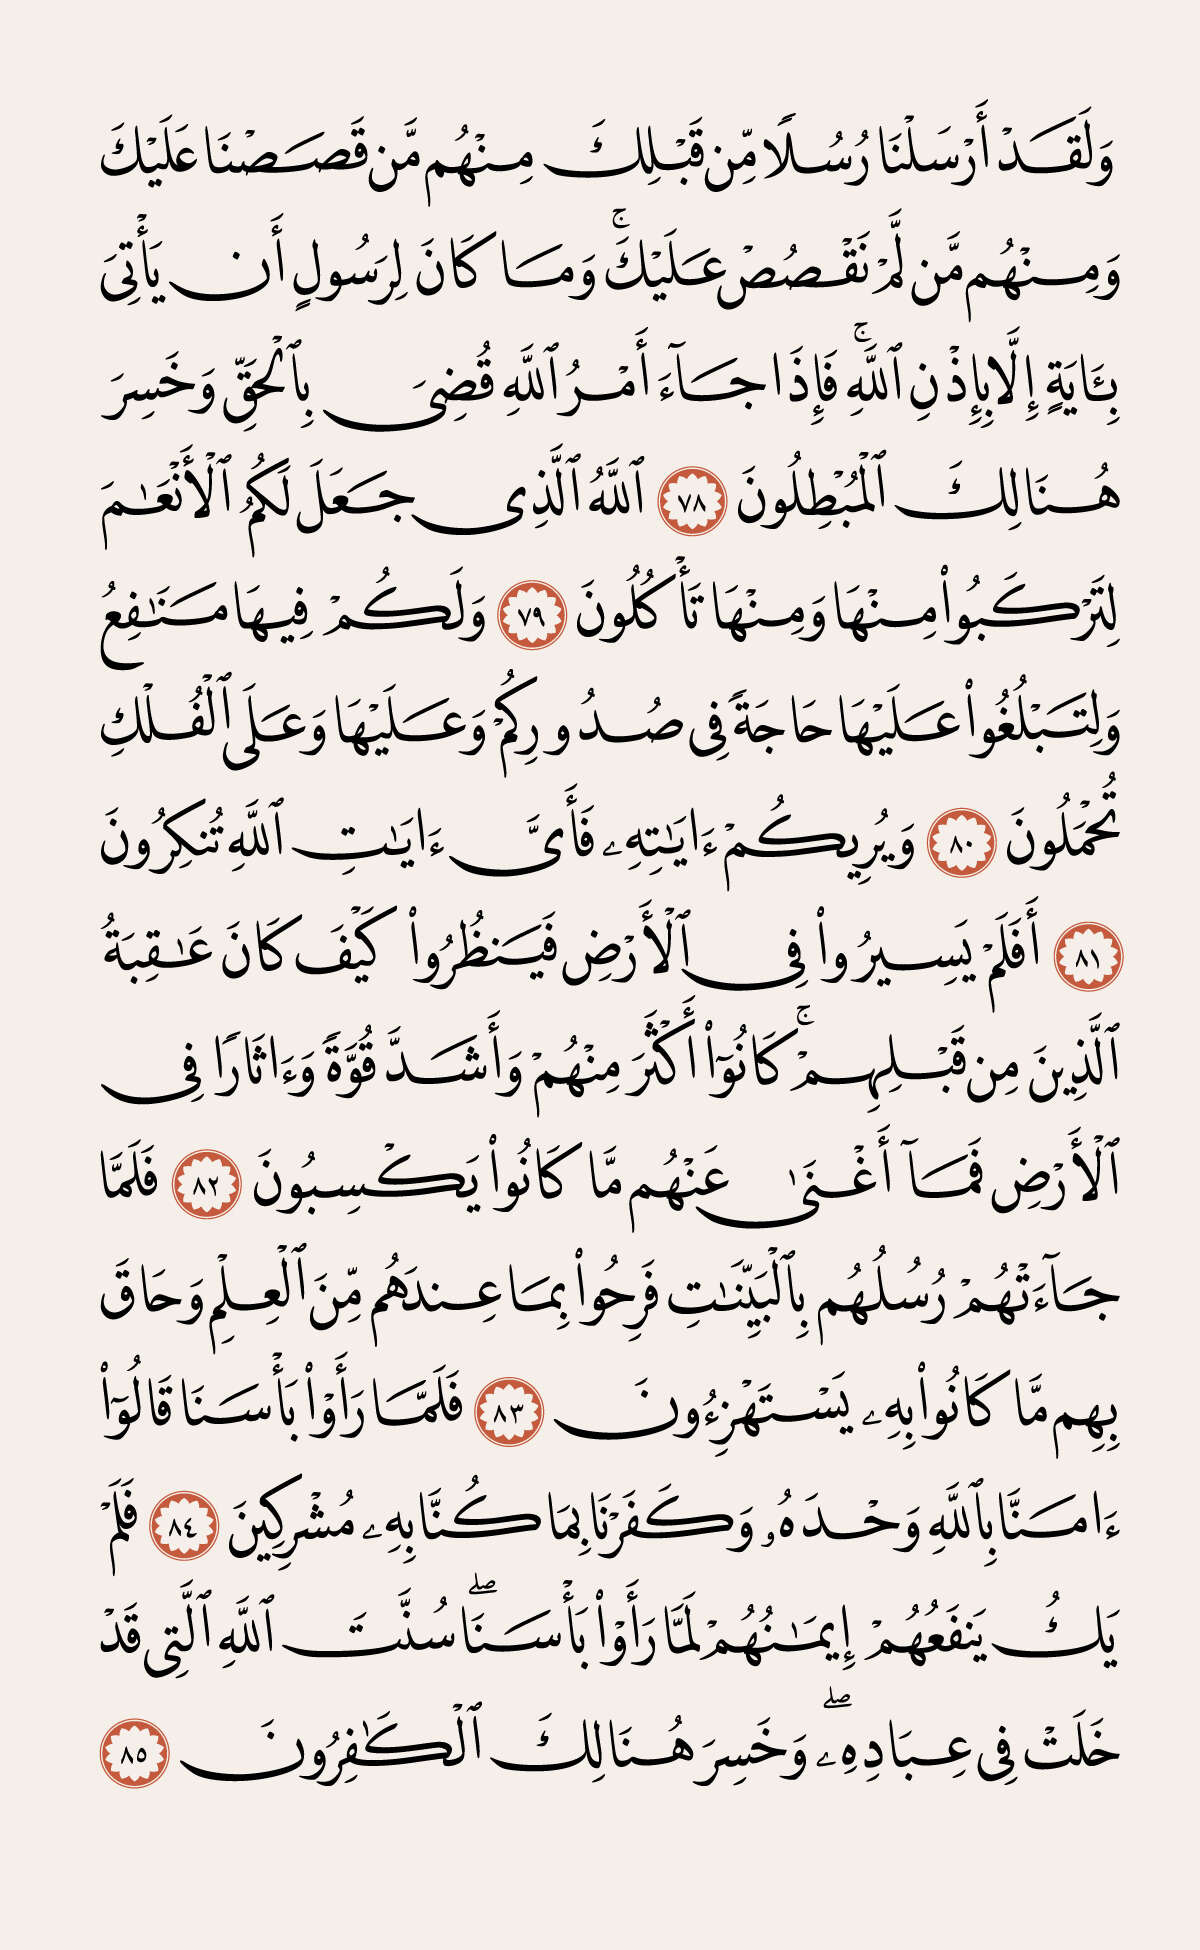 وَلَقَدْ أَرْسَلْنَا رُسُلًا مِّن قَبْلِكَ مِنْهُم مَّن قَصَصْنَا عَلَيْكَ
وَمِنْهُم مَّن لَّمْ نَقْصُصْ عَلَيْكَ ۗ وَمَا كَانَ لِرَسُولٍ أَن يَأْتِىَ
بِـَٔايَةٍ إِلَّا بِإِذْنِ ٱللَّهِ ۚ فَإِذَا جَآءَ أَمْرُ ٱللَّهِ قُضِىَ بِٱلْحَقِّ وَخَسِرَ
هُنَالِكَ ٱلْمُبْطِلُونَ ٧٨ ٱللَّهُ ٱلَّذِى جَعَلَ لَكُمُ ٱلْأَنْعَـٰمَ
لِتَرْكَبُوا۟ مِنْهَا وَمِنْهَا تَأْكُلُونَ ٧٩ وَلَكُمْ فِيهَا مَنَـٰفِعُ
وَلِتَبْلُغُوا۟ عَلَيْهَا حَاجَةً فِى صُدُورِكُمْ وَعَلَيْهَا وَعَلَى ٱلْفُلْكِ
تُحْمَلُونَ ٨٠ وَيُرِيكُمْ ءَايَـٰتِهِۦ فَأَىَّ ءَايَـٰتِ ٱللَّهِ تُنكِرُونَ
٨١ أَفَلَمْ يَسِيرُوا۟ فِى ٱلْأَرْضِ فَيَنظُرُوا۟ كَيْفَ كَانَ عَـٰقِبَةُ
ٱلَّذِينَ مِن قَبْلِهِمْ ۚ كَانُوٓا۟ أَكْثَرَ مِنْهُمْ وَأَشَدَّ قُوَّةً وَءَاثَارًا فِى
ٱلْأَرْضِ فَمَآ أَغْنَىٰ عَنْهُم مَّا كَانُوا۟ يَكْسِبُونَ ٨٢ فَلَمَّا
جَآءَتْهُمْ رُسُلُهُم بِٱلْبَيِّنَـٰتِ فَرِحُوا۟ بِمَا عِندَهُم مِّنَ ٱلْعِلْمِ وَحَاقَ
بِهِم مَّا كَانُوا۟ بِهِۦ يَسْتَهْزِءُونَ ٨٣ فَلَمَّا رَأَوْا۟ بَأْسَنَا قَالُوٓا۟
ءَامَنَّا بِٱللَّهِ وَحْدَهُۥ وَكَفَرْنَا بِمَا كُنَّا بِهِۦ مُشْرِكِينَ ٨٤ فَلَمْ
يَكُ يَنفَعُهُمْ إِيمَـٰنُهُمْ لَمَّا رَأَوْا۟ بَأْسَنَا ۖ سُنَّتَ ٱللَّهِ ٱلَّتِى قَدْ
خَلَتْ فِى عِبَادِهِۦ ۖ وَخَسِرَ هُنَالِكَ ٱلْكَـٰفِرُونَ ٨٥